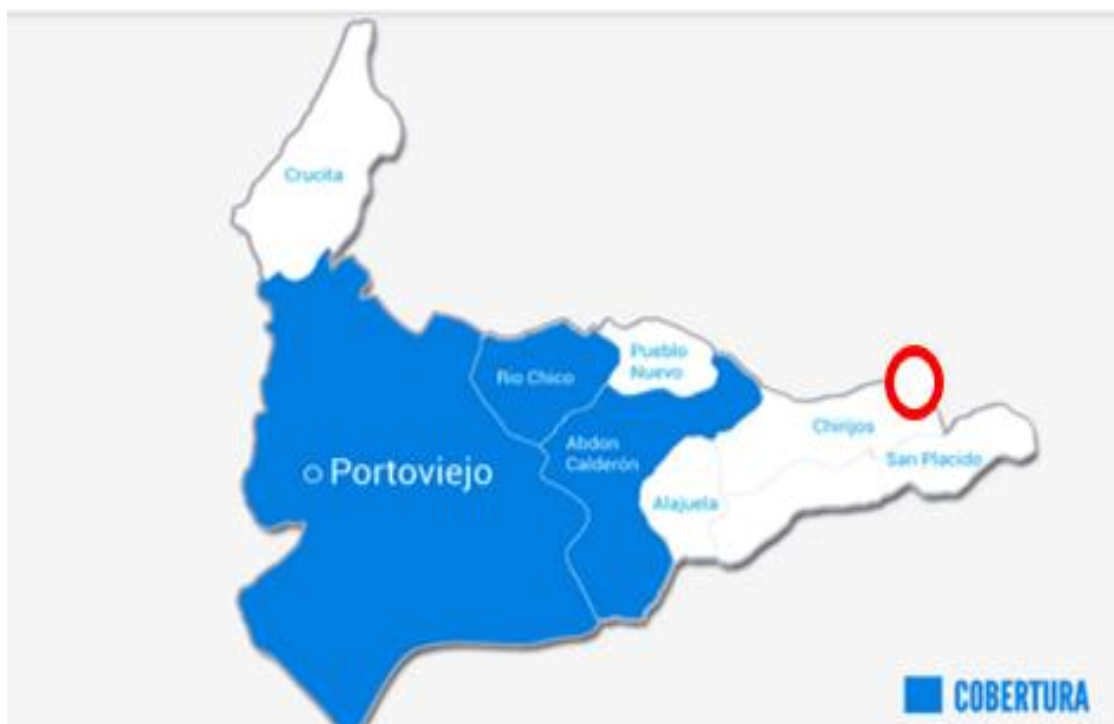 Crucita
Pueblo
Nuevo
Rio Chico
Chirijos
Abdon
Calderón
San Placido
Portoviejo
Alajuela
COBERTURA